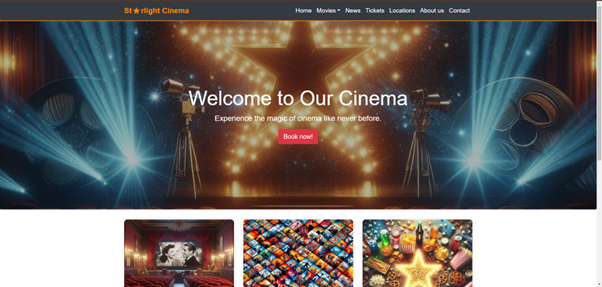 St★rlight Cinema
Home Movies News Tickets Locations About us Contact
Welcome to Our Cinema
Experience the magic of cinema like never before.
Book now!